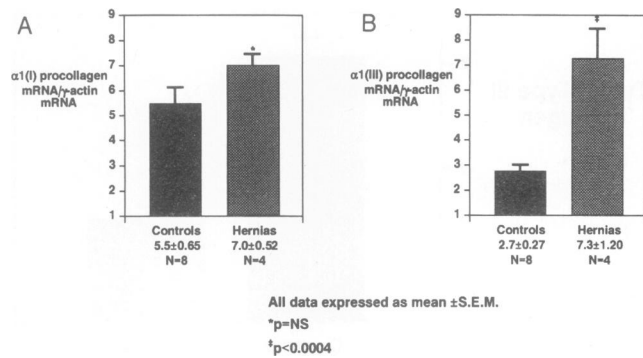 A
α1(I) procollagen
mRNA/γ-actin
mRNA
9
8
7
6
5
4
3
2
1
*
Controls
5.5±0.65
N=8
Hernias
7.0±0.52
N=4
B
α1(III) procollagen
mRNA/γ-actin
mRNA
9
8
7
6
5
4
3
2
1
‡
Controls
2.7±0.27
N=8
Hernias
7.3±1.20
N=4
All data expressed as mean ±S.E.M.
*p=NS
‡p<0.0004